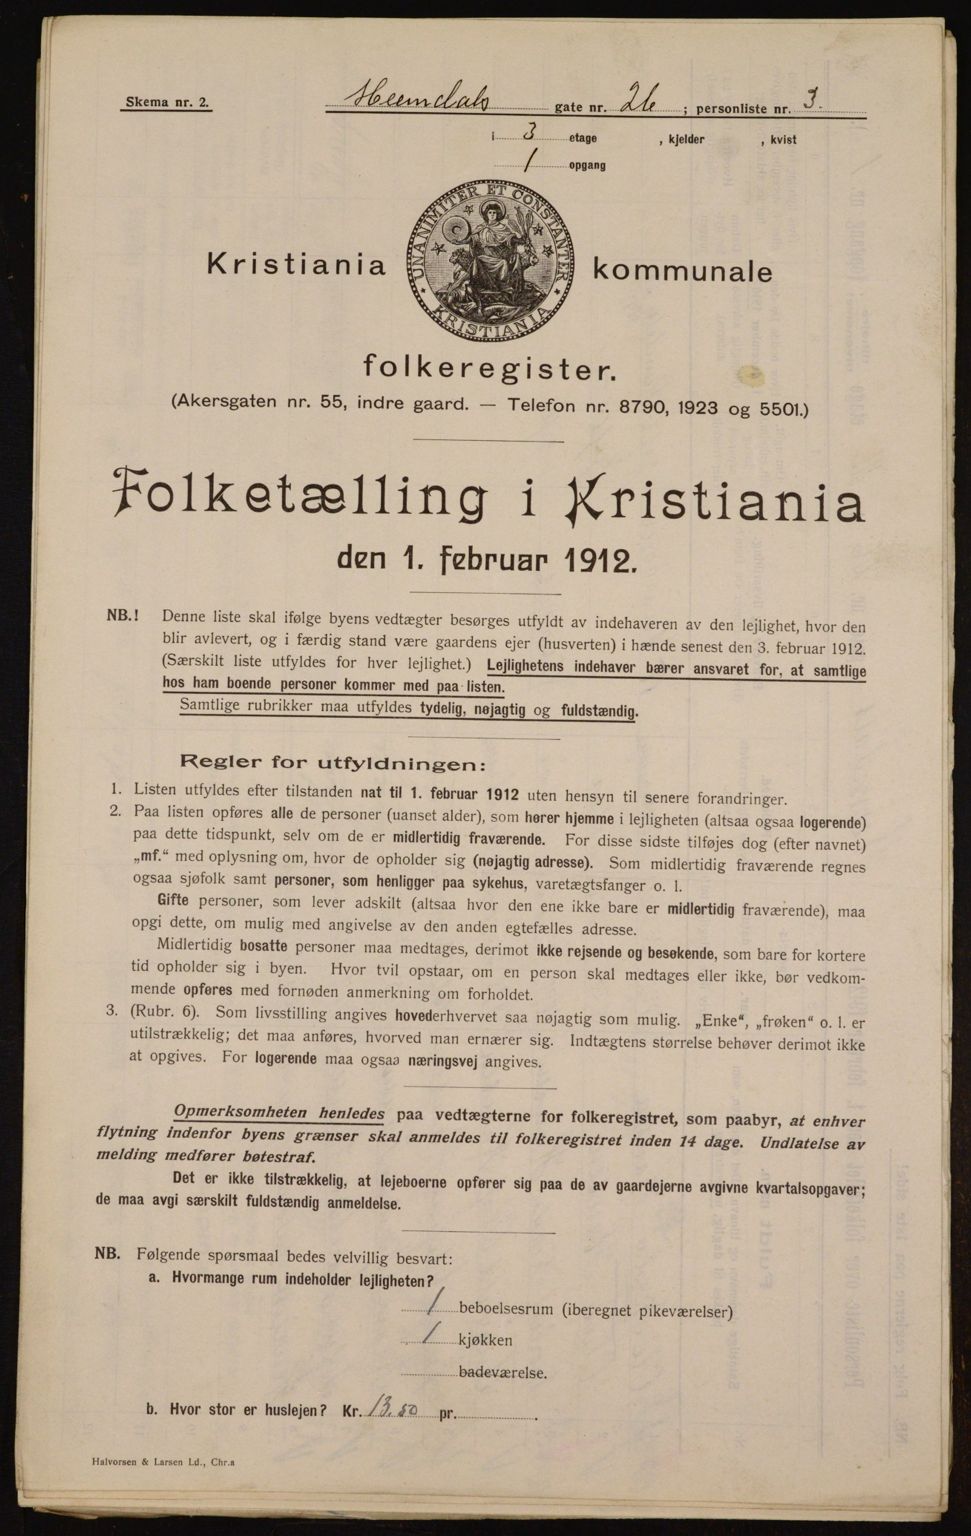 Skema nr. 2.
Heimdals gate nr. 26 ; personliste nr. 3.
i 3 etage , kjelder , kvist
1 opgang
UNANIMITER ET CONSTANTER
KRISTIANIA
Kristiania kommunale
folkeregister.
(Akersgaten nr. 55, indre gaard. — Telefon nr. 8790, 1923 og 5501.)
Folketælling i Kristiania
den 1. februar 1912.
NB.! Denne liste skal ifølge byens vedtægter besørges utfyldt av indehaveren av den lejlighet, hvor den
blir avlevert, og i færdig stand være gaardens ejer (husverten) i hænde senest den 3. februar 1912.
(Særskilt liste utfyldes for hver lejlighet.) Lejlighetens indehaver bærer ansvaret for, at samtlige
hos ham boende personer kommer med paa listen.
Samtlige rubrikker maa utfyldes tydelig, nøjagtig og fuldstændig.
Regler for utfyldningen:
1. Listen utfyldes efter tilstanden nat til 1. februar 1912 uten hensyn til senere forandringer.
2. Paa listen opføres alle de personer (uanset alder), som hører hjemme i lejligheten (altsaa ogsaa logerende)
paa dette tidspunkt, selv om de er midlertidig fraværende. For disse sidste tilføjes dog (efter navnet)
„mf.“ med oplysning om, hvor de opholder sig (nøjagtig adresse). Som midlertidig fraværende regnes
ogsaa sjøfolk samt personer, som henligger paa sykehus, varetægtsfanger o. l.
Gifte personer, som lever adskilt (altsaa hvor den ene ikke bare er midlertidig fraværende), maa
opgi dette, om mulig med angivelse av den anden egtefælles adresse.
Midlertidig bosatte personer maa medtages, derimot ikke rejsende og besøkende, som bare for kortere
tid opholder sig i byen. Hvor tvil opstaar, om en person skal medtages eller ikke, bør vedkom-
mende opføres med fornøden anmerkning om forholdet.
3. (Rubr. 6). Som livsstilling angives hovederhvervet saa nøjagtig som mulig. „Enke“, „frøken“ o. l. er
utilstrækkelig; det maa anføres, hvorved man ernærer sig. Indtægtens størrelse behøver derimot ikke
at opgives. For logerende maa ogsaa næringsvej angives.
Opmerksomheten henledes paa vedtægterne for folkeregistret, som paabyr, at enhver
flytning indenfor byens grænser skal anmeldes til folkeregistret inden 14 dage. Undlatelse av
melding medfører bøtestraf.
Det er ikke tilstrækkelig, at lejeboerne opfører sig paa de av gaardejerne avgivne kvartalsopgaver;
de maa avgi særskilt fuldstændig anmeldelse.
NB. Følgende spørsmaal bedes velvillig besvart:
a. Hvormange rum indeholder lejligheten?
1 beboelsesrum (iberegnet pikeværelser)
1 kjøkken
badeværelse.
b. Hvor stor er huslejen? Kr. 13.50 pr.
Halvorsen & Larsen Ld., Chr.a